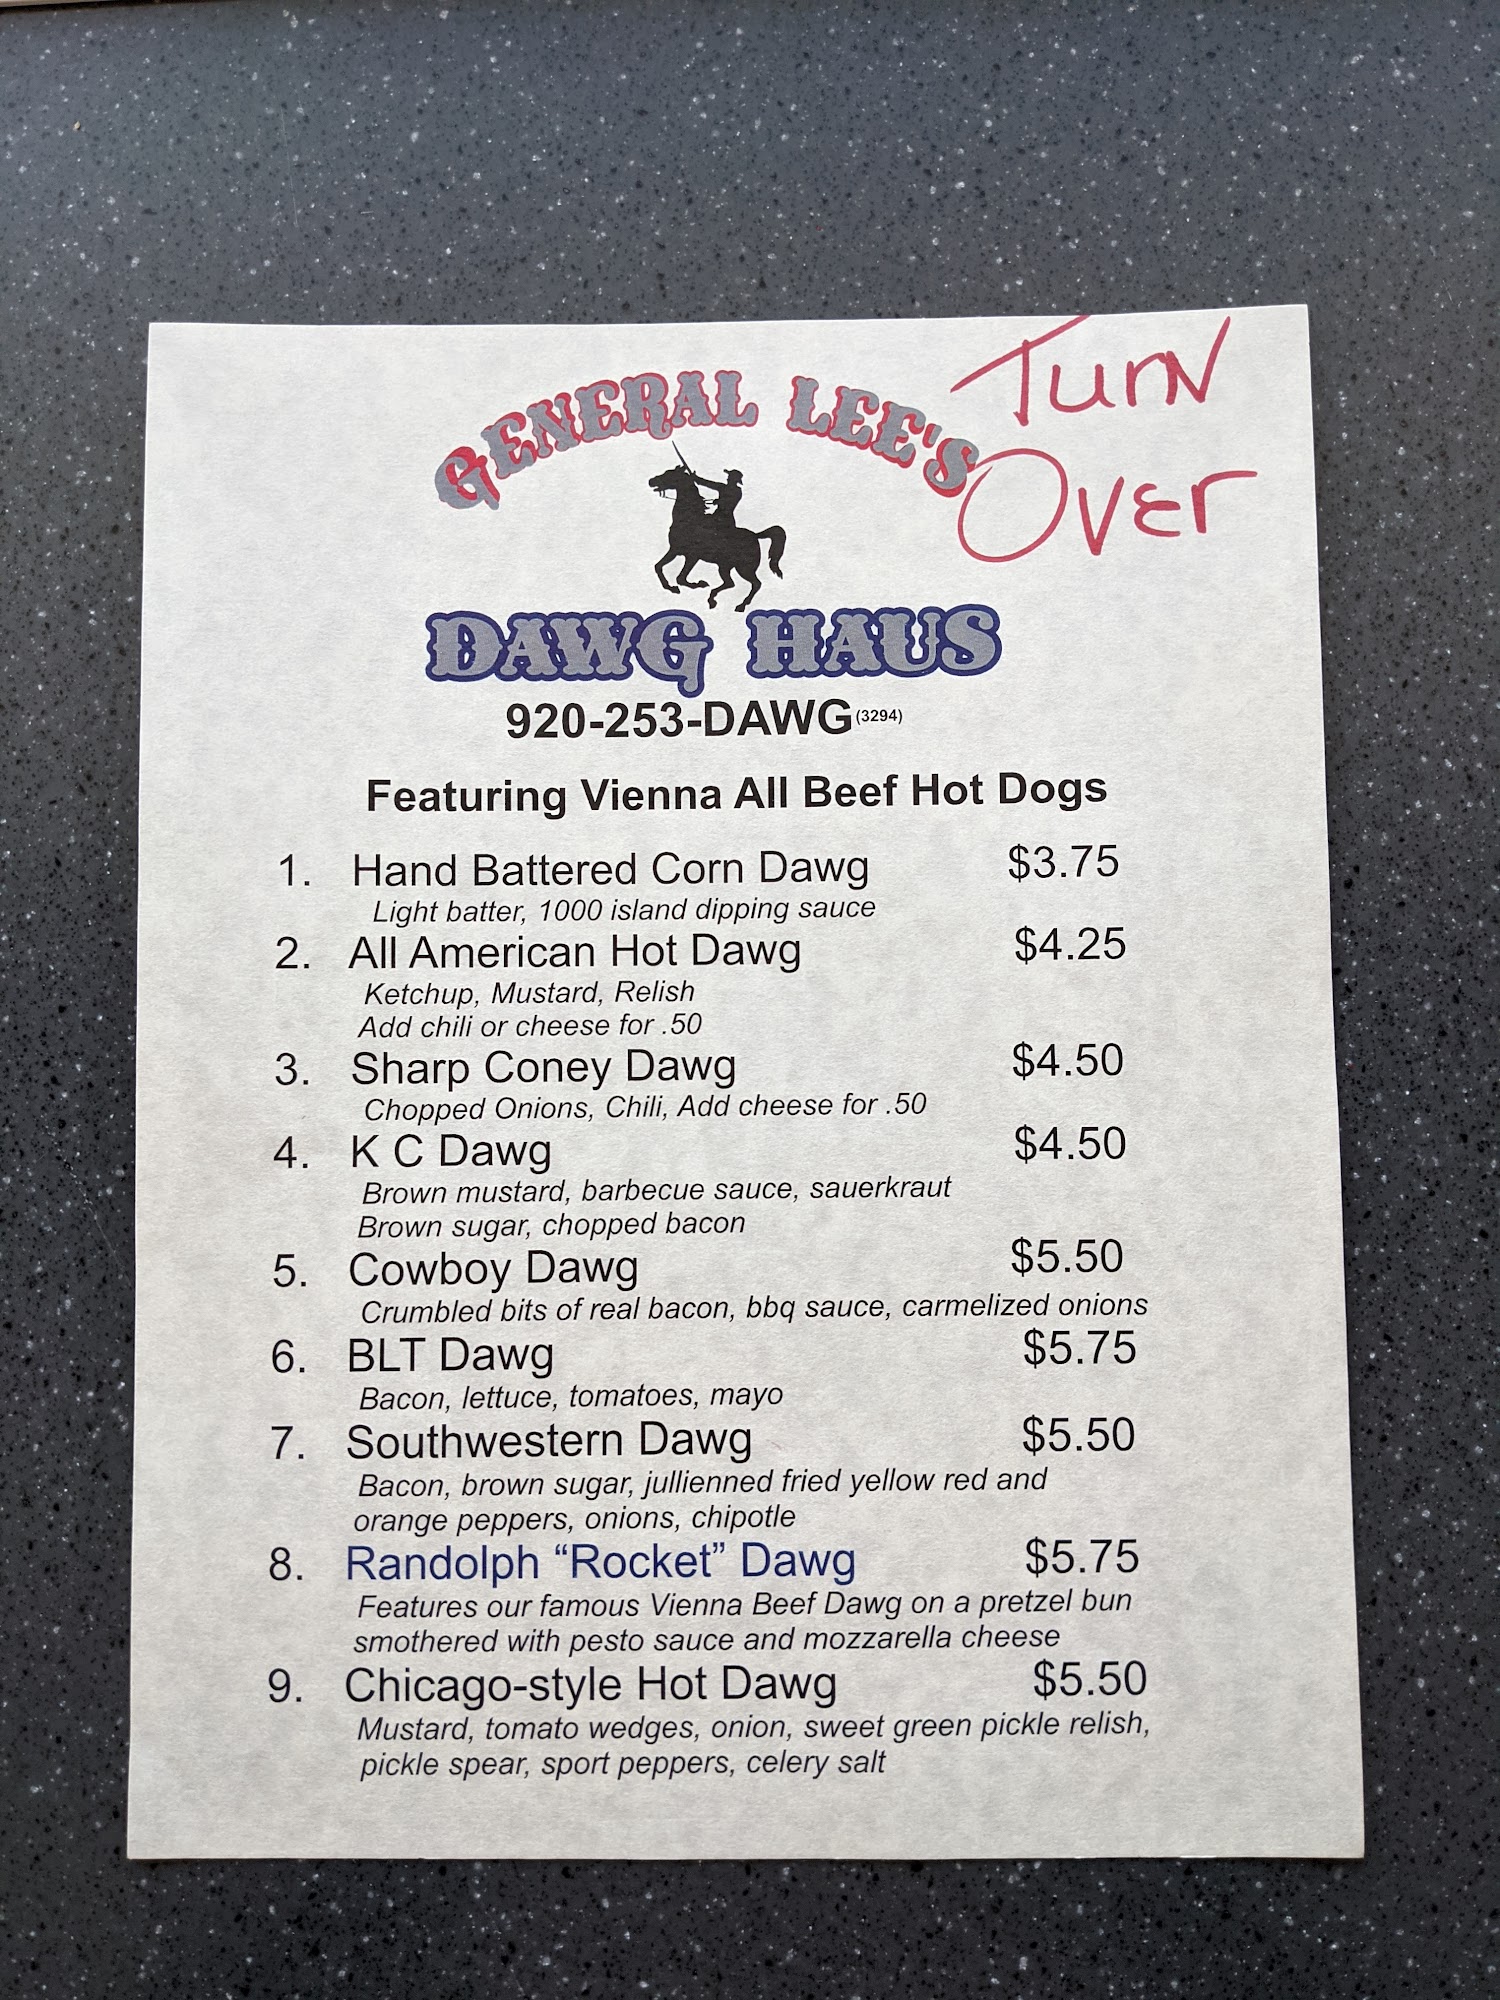 GENERAL LEE'S
Turn
Over
DAWG HAUS
920-253-DAWG(3294)
Featuring Vienna All Beef Hot Dogs
1. Hand Battered Corn Dawg $3.75
Light batter, 1000 island dipping sauce
2. All American Hot Dawg $4.25
Ketchup, Mustard, Relish
Add chili or cheese for .50
3. Sharp Coney Dawg $4.50
Chopped Onions, Chili, Add cheese for .50
4. K C Dawg $4.50
Brown mustard, barbecue sauce, sauerkraut
Brown sugar, chopped bacon
5. Cowboy Dawg $5.50
Crumbled bits of real bacon, bbq sauce, carmelized onions
6. BLT Dawg $5.75
Bacon, lettuce, tomatoes, mayo
7. Southwestern Dawg $5.50
Bacon, brown sugar, jullienned fried yellow red and
orange peppers, onions, chipotle
8. Randolph “Rocket” Dawg $5.75
Features our famous Vienna Beef Dawg on a pretzel bun
smothered with pesto sauce and mozzarella cheese
9. Chicago-style Hot Dawg $5.50
Mustard, tomato wedges, onion, sweet green pickle relish,
pickle spear, sport peppers, celery salt